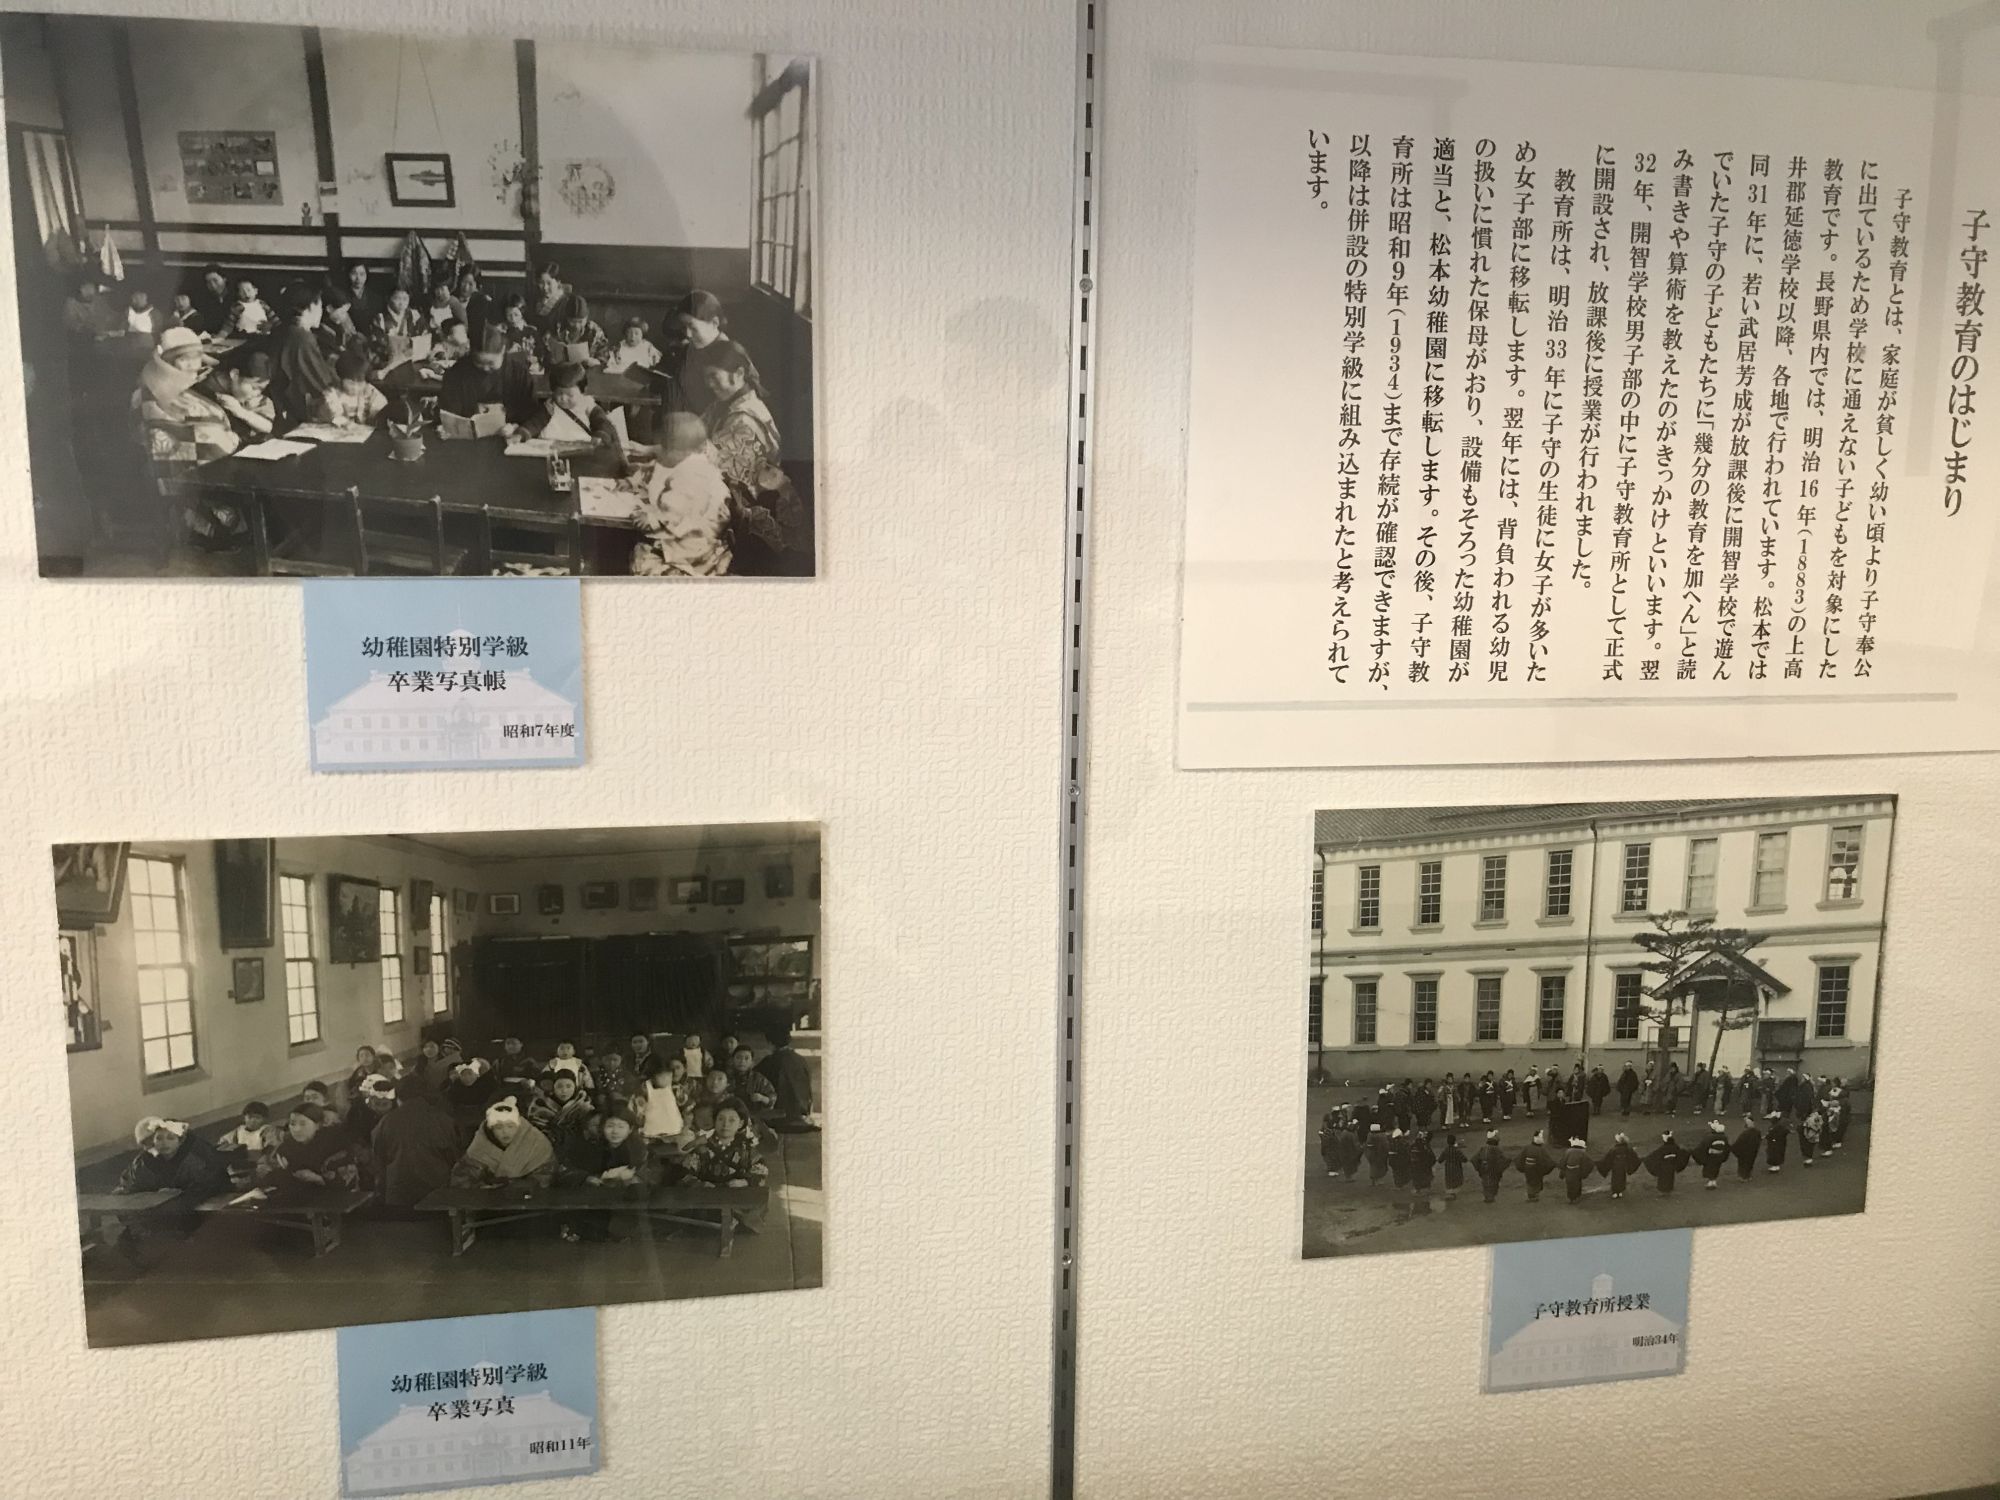 子守教育のはじまり
子守教育とは、家庭が貧しく幼い頃より子守奉公
に出ているため学校に通えない子どもを対象にした
教育です。長野県内では、明治16年(1883)の上高
井郡延徳学校以降、各地で行われています。松本では
同31年に、若い武居芳成が放課後に開智学校で遊ん
でいた子守の子どもたちに「幾分の教育を加へん」と読
み書きや算術を教えたのがきっかけといいます。翌
32年、開智学校男子部の中に子守教育所として正式
に開設され、放課後に授業が行われました。
教育所は、明治33年に子守の生徒に女子が多いた
め女子部に移転します。翌年には、背負われる幼児
の扱いに慣れた保母がおり、設備もそろった幼稚園が
適当と、松本幼稚園に移転します。その後、子守教
育所は昭和9年(1934)まで存続が確認できますが、
以降は併設の特別学級に組み込まれたと考えられて
います。
幼稚園特別学級
卒業写真帳
昭和7年度
幼稚園特別学級
卒業写真
昭和11年
子守教育所授業
明治34年